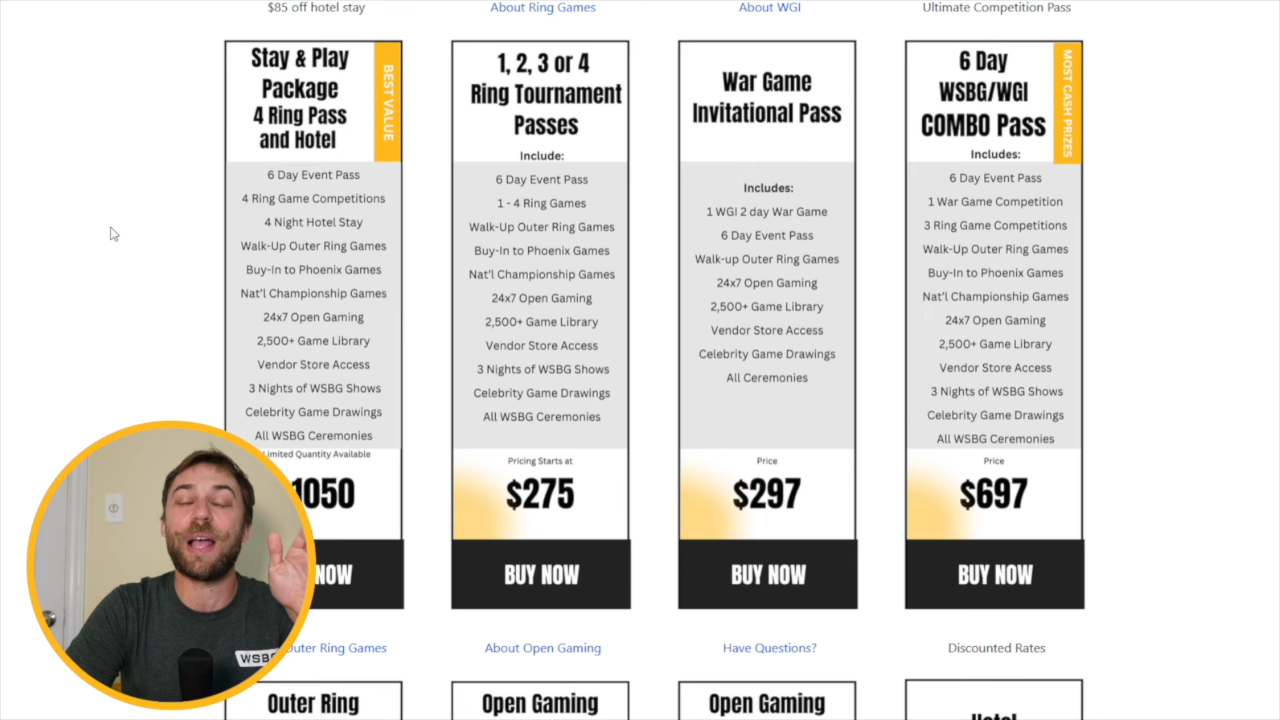 $85 off hotel stay
About Ring Games
About WGI
Ultimate Competition Pass
Stay & Play
Package
4 Ring Pass
and Hotel
BEST VALUE
6 Day Event Pass
4 Ring Game Competitions
4 Night Hotel Stay
Walk-Up Outer Ring Games
Buy-In to Phoenix Games
Nat'l Championship Games
24x7 Open Gaming
2,500+ Game Library
Vendor Store Access
3 Nights of WSBG Shows
Celebrity Game Drawings
All WSBG Ceremonies
Limited Quantity Available
1050
NOW
1, 2, 3 or 4
Ring Tournament
Passes
Include:
6 Day Event Pass
1 - 4 Ring Games
Walk-Up Outer Ring Games
Buy-In to Phoenix Games
Nat'l Championship Games
24x7 Open Gaming
2,500+ Game Library
Vendor Store Access
3 Nights of WSBG Shows
Celebrity Game Drawings
All WSBG Ceremonies
Pricing Starts at
$275
BUY NOW
War Game
Invitational Pass
Includes:
1 WGI 2 day War Game
6 Day Event Pass
Walk-up Outer Ring Games
24x7 Open Gaming
2,500+ Game Library
Vendor Store Access
Celebrity Game Drawings
All Ceremonies
Price
$297
BUY NOW
6 Day
WSBG/WGI
COMBO Pass
MOST CASH PRIZES
Includes:
6 Day Event Pass
1 War Game Competition
3 Ring Game Competitions
Walk-Up Outer Ring Games
Buy-In to Phoenix Games
Nat'l Championship Games
24x7 Open Gaming
2,500+ Game Library
Vendor Store Access
3 Nights of WSBG Shows
Celebrity Game Drawings
All WSBG Ceremonies
Price
$697
BUY NOW
WSBG
Outer Ring Games
About Open Gaming
Have Questions?
Discounted Rates
Outer Ring
Open Gaming
Open Gaming
Hotel